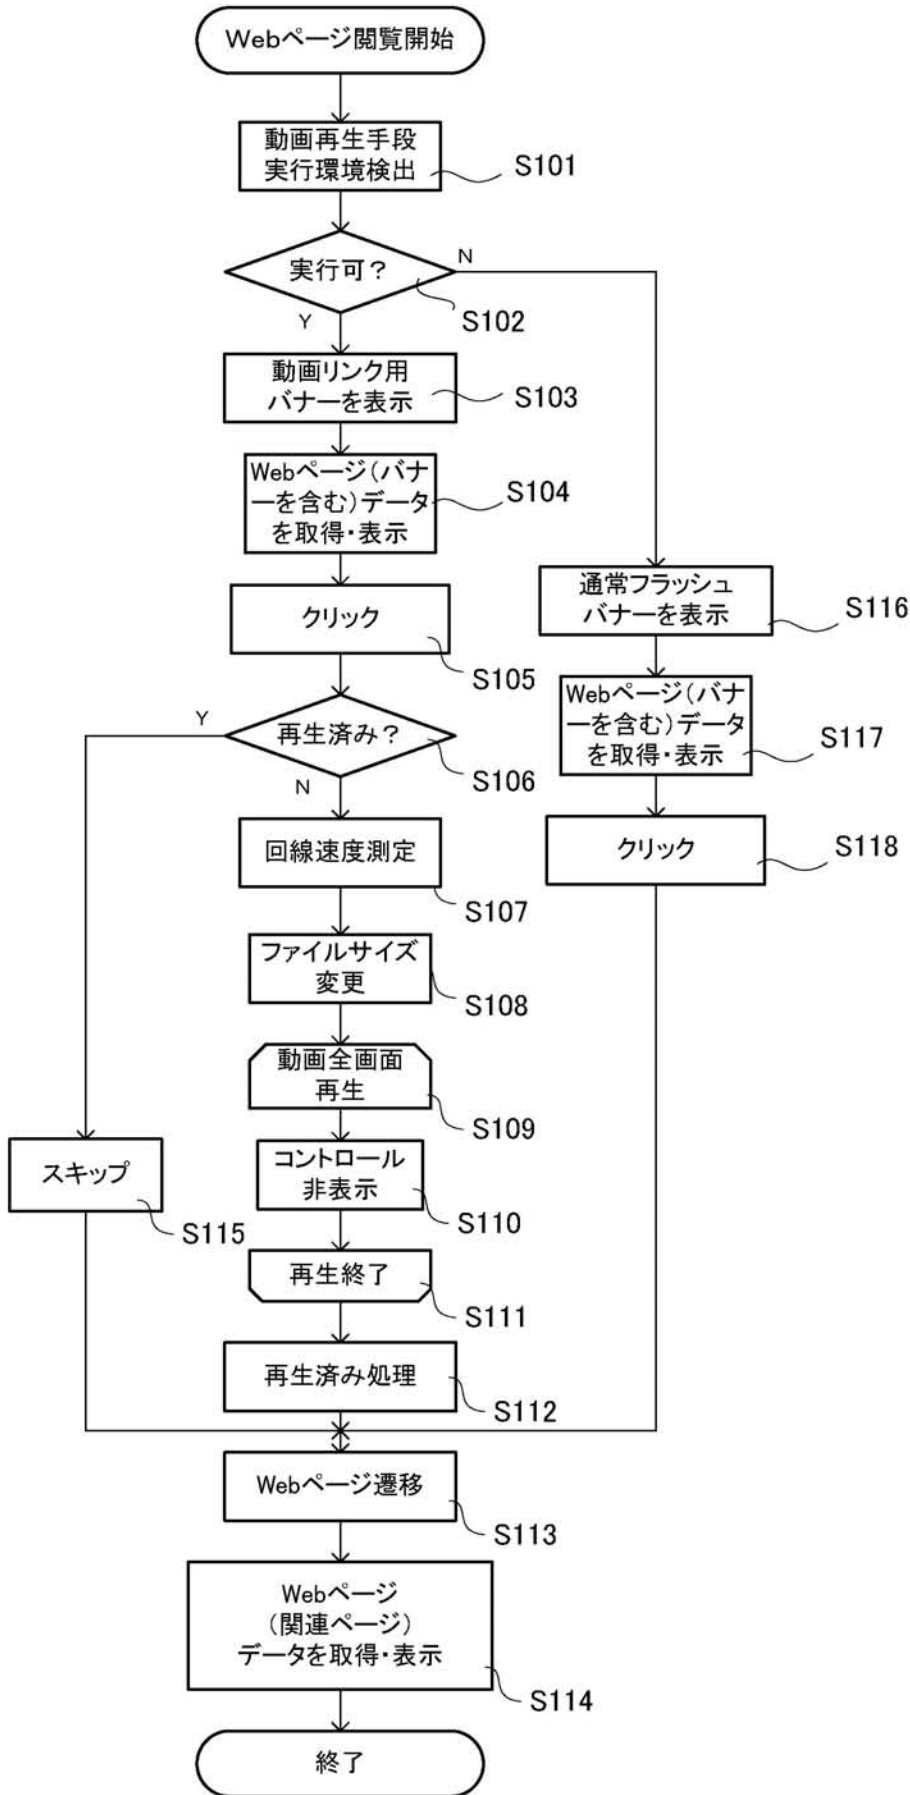 Webページ閲覧開始
動画再生手段
実行環境検出
S101
実行可？
N
S102
Y
動画リンク用
バナーを表示
S103
Webページ（バナ
ーを含む）データ
を取得・表示
S104
クリック
S105
通常フラッシュ
バナーを表示
S116
Webページ（バナ
ーを含む）データ
を取得・表示
S117
クリック
S118
再生済み？
Y
S106
N
回線速度測定
S107
ファイルサイズ
変更
S108
動画全画面
再生
S109
コントロール
非表示
S110
スキップ
S115
再生終了
S111
再生済み処理
S112
Webページ遷移
S113
Webページ
（関連ページ）
データを取得・表示
S114
終了